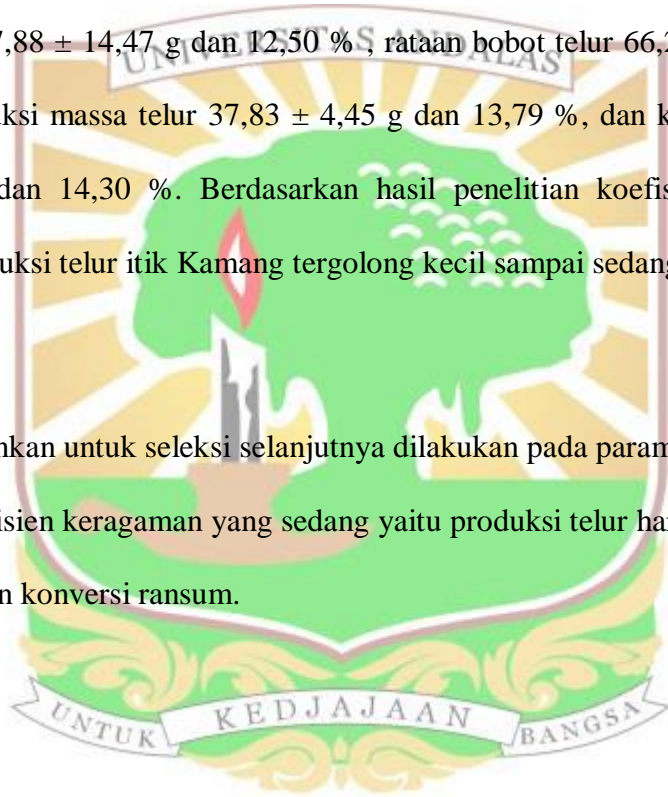 7,88 ± 14,47 g dan 12,50 % , rataan bobot telur 66,2
UNIVERSITAS ANDALAS
ksi massa telur 37,83 ± 4,45 g dan 13,79 %, dan k
dan 14,30 %. Berdasarkan hasil penelitian koefis
uksi telur itik Kamang tergolong kecil sampai sedang
nkan untuk seleksi selanjutnya dilakukan pada param
isien keragaman yang sedang yaitu produksi telur har
n konversi ransum.
UNTUK KEDJAJAAN BANGSA